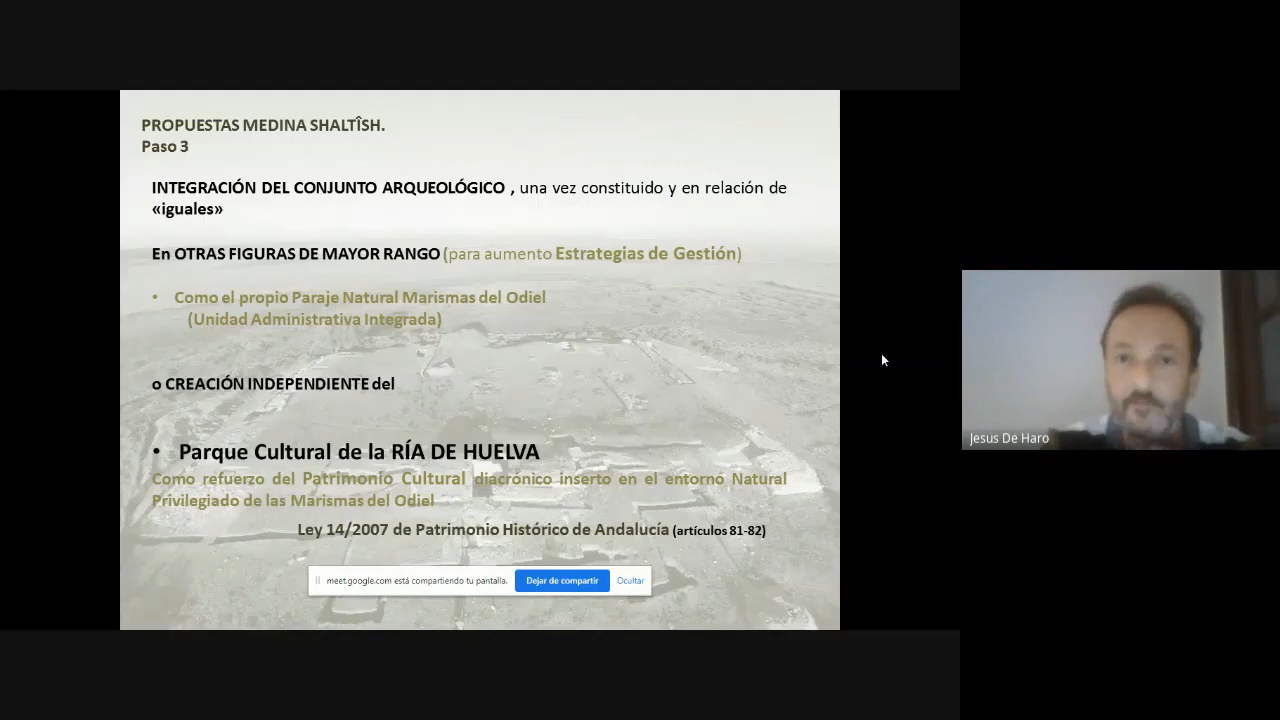 PROPUESTAS MEDINA SHALTÎSH.
Paso 3
INTEGRACIÓN DEL CONJUNTO ARQUEOLÓGICO , una vez constituido y en relación de
«iguales»
En OTRAS FIGURAS DE MAYOR RANGO (para aumento Estrategias de Gestión)
• Como el propio Paraje Natural Marismas del Odiel
(Unidad Administrativa Integrada)
o CREACIÓN INDEPENDIENTE del
• Parque Cultural de la RÍA DE HUELVA
Como refuerzo del Patrimonio Cultural diacrónico inserto en el entorno Natural
Privilegiado de las Marismas del Odiel
Ley 14/2007 de Patrimonio Histórico de Andalucía (artículos 81-82)
meet.google.com está compartiendo tu pantalla. Dejar de compartir Ocultar
Jesus De Haro